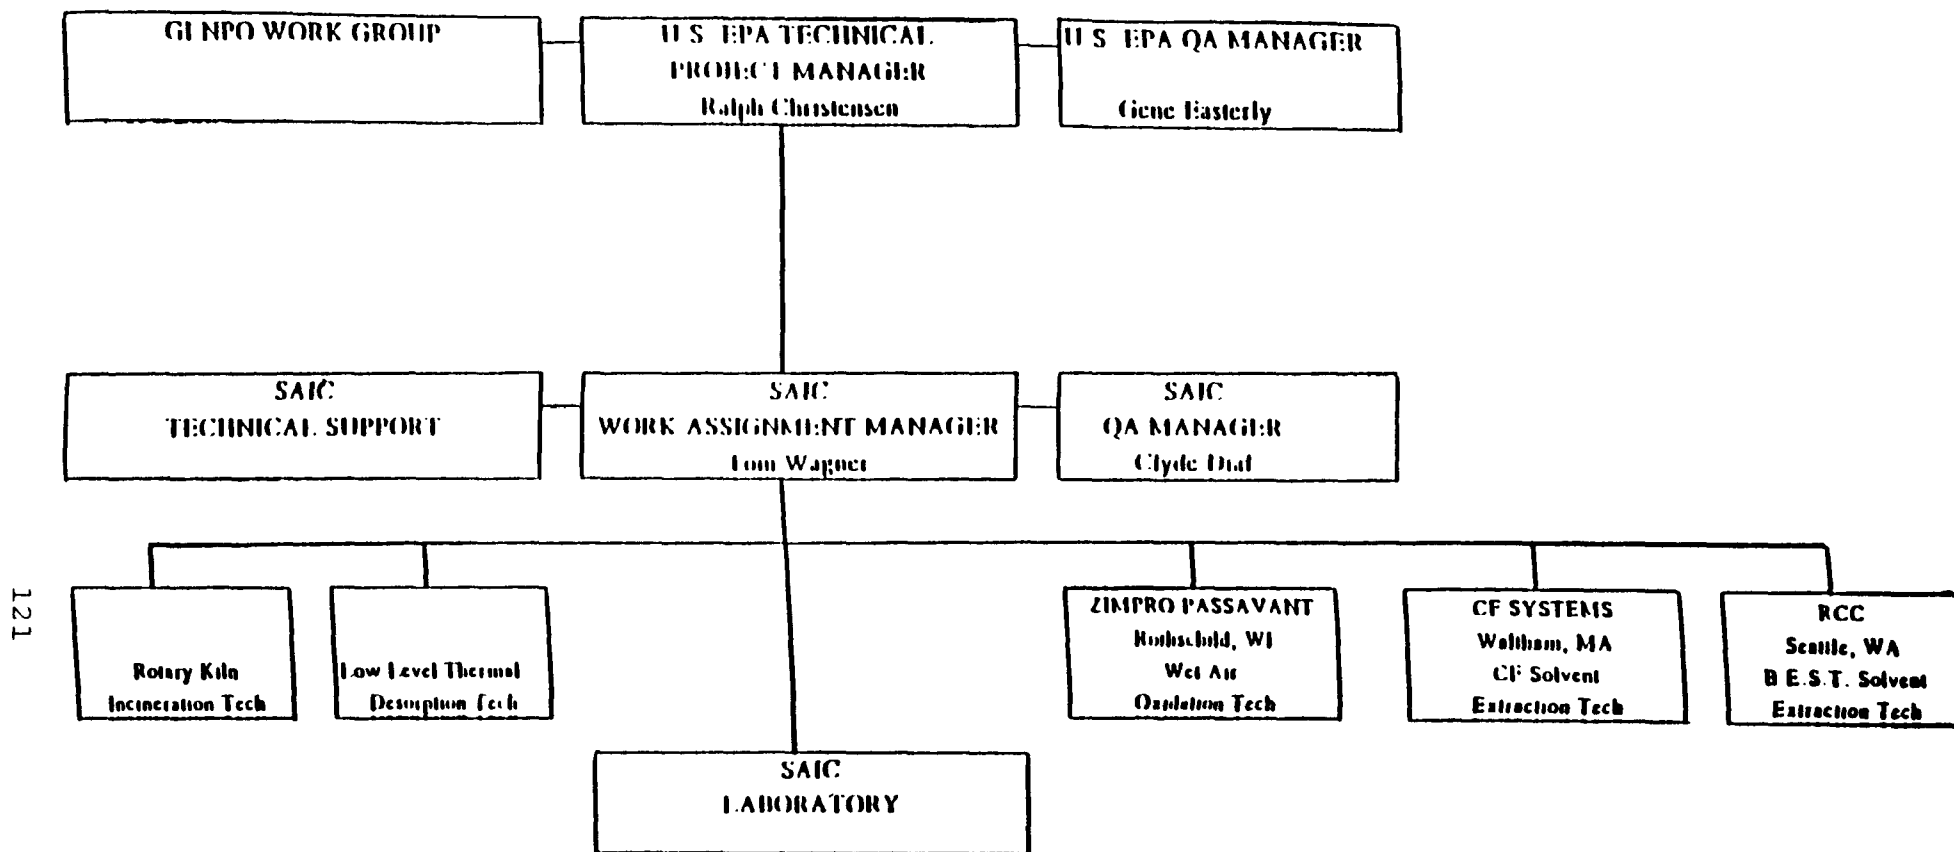 GLNPO WORK GROUP
U.S. EPA TECHNICAL
PROJECT MANAGER
Ralph Christensen
U.S. EPA QA MANAGER
Gene Easterly
SAIC
TECHNICAL SUPPORT
SAIC
WORK ASSIGNMENT MANAGER
Tom Wagner
SAIC
QA MANAGER
Clyde Dial
121
Rotary Kiln
Incineration Tech
Low Level Thermal
Desorption Tech
ZIMPRO PASSAVANT
Rothschild, WI
Wet Air
Oxidation Tech
CF SYSTEMS
Waltham, MA
CF Solvent
Extraction Tech
RCC
Seattle, WA
B.E.S.T. Solvent
Extraction Tech
SAIC
LABORATORY